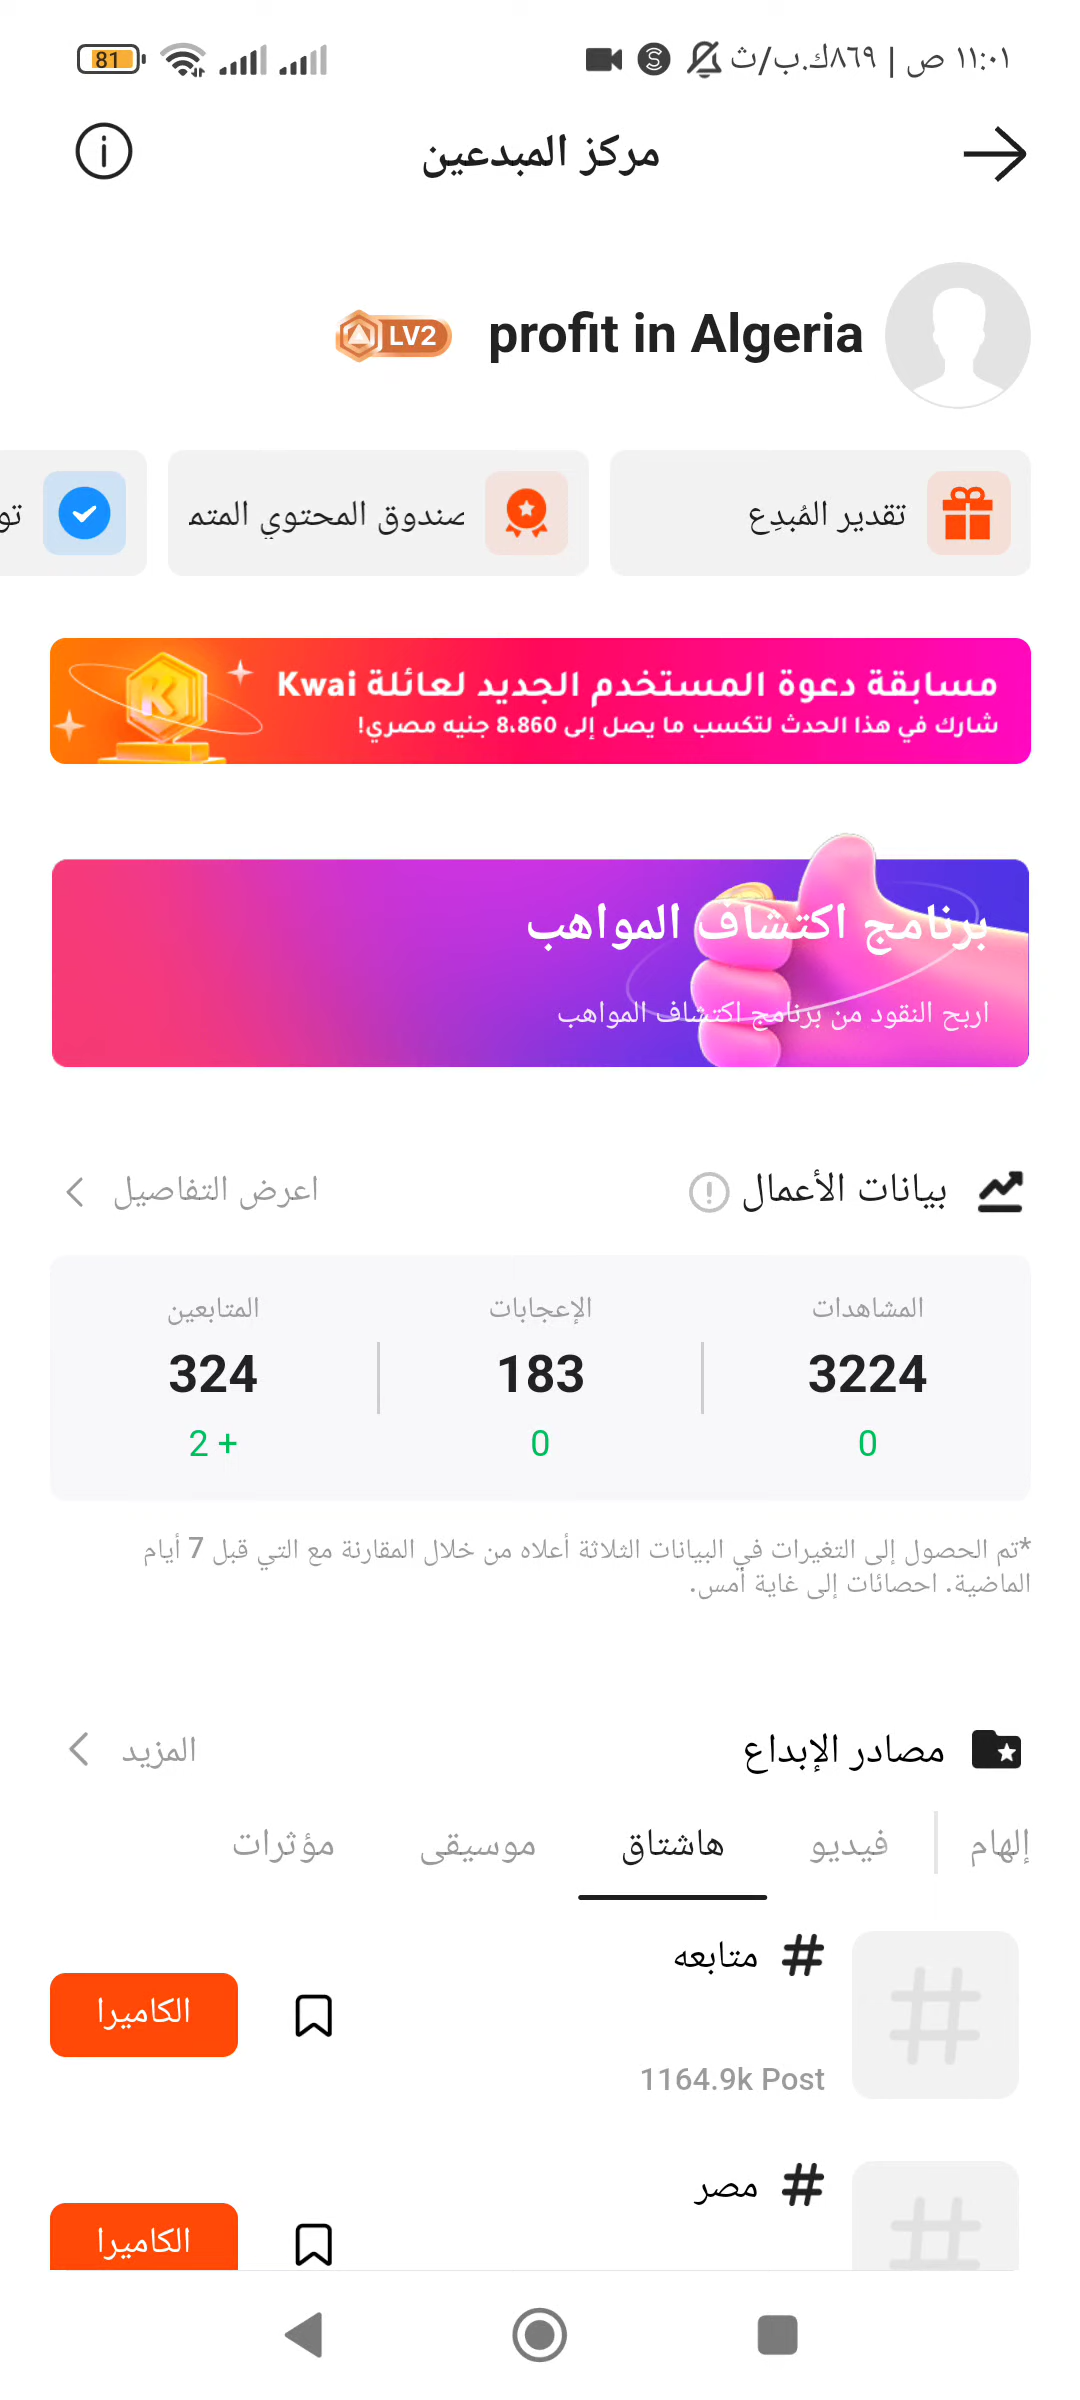 ١١:٠١ ص | ٨٦٩ك.ب/ث
81
مركز المبدعين
profit in Algeria
LV2
تقدير المُبدِع
صندوق المحتوي المتم
تو
مسابقة دعوة المستخدم الجديد لعائلة Kwai
شارك في هذا الحدث لتكسب ما يصل إلى 8،860 جنيه مصري!
برنامج اكتشاف المواهب
اربح النقود من برنامج اكتشاف المواهب
بيانات الأعمال
اعرض التفاصيل
المشاهدات
3224
0
الإعجابات
183
0
المتابعين
324
2 +
*تم الحصول إلى التغيرات في البيانات الثلاثة أعلاه من خلال المقارنة مع التي قبل 7 أيام
الماضية. احصائات إلى غاية أمس.
مصادر الإبداع
المزيد
إلهام
فيديو
هاشتاق
موسيقى
مؤثرات
# متابعه
1164.9k Post
الكاميرا
# مصر
الكاميرا